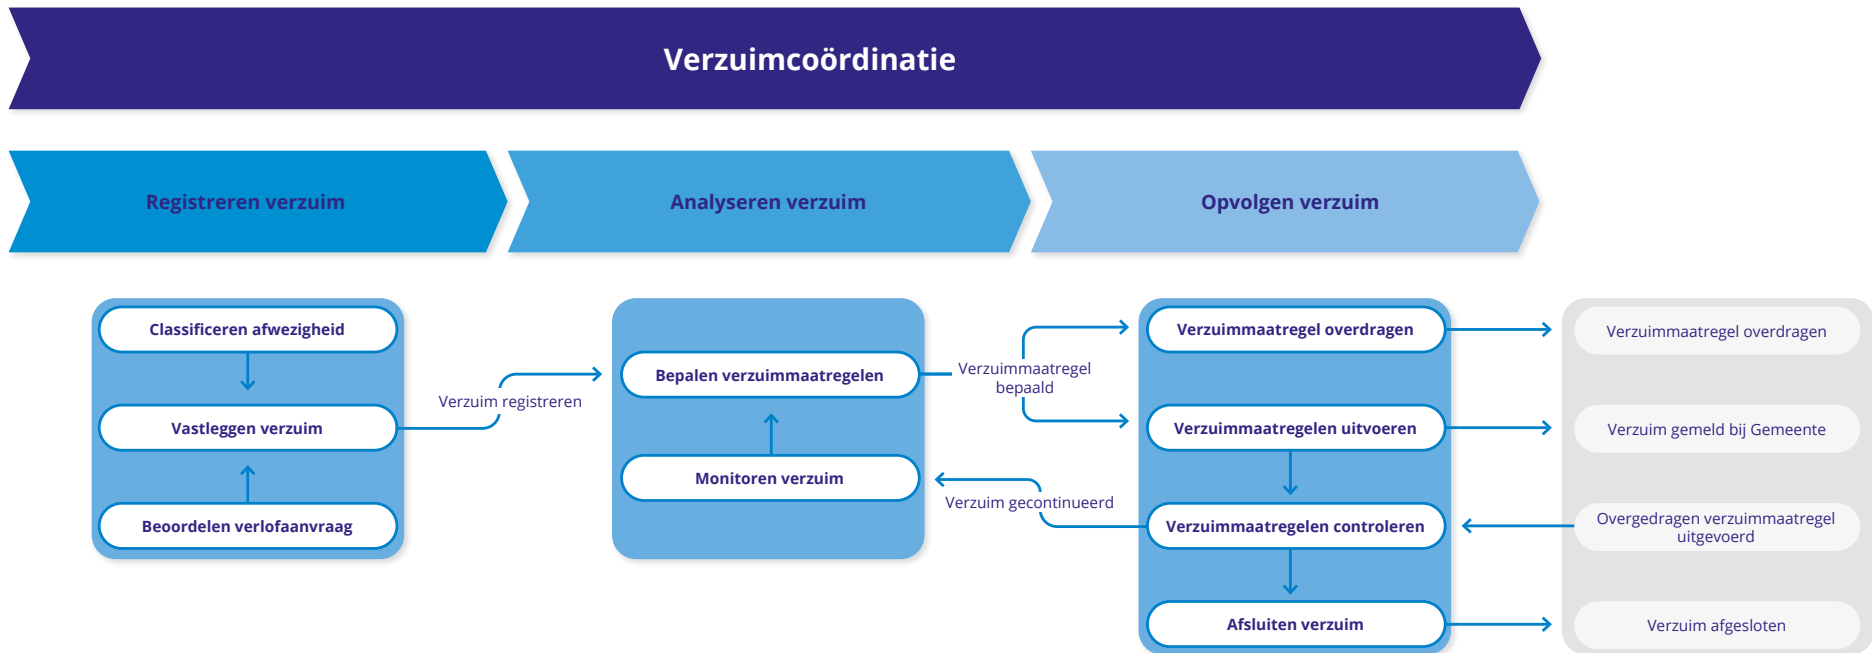 Verzuimcoördinatie
Registreren verzuim
Analyseren verzuim
Opvolgen verzuim
Classificeren afwezigheid
Vastleggen verzuim
Beoordelen verlofaanvraag
Verzuim registreren
Bepalen verzuimmaatregelen
Monitoren verzuim
Verzuimmaatregel
bepaald
Verzuim gecontinueerd
Verzuimmaatregel overdragen
Verzuimmaatregelen uitvoeren
Verzuimmaatregelen controleren
Afsluiten verzuim
Verzuimmaatregel overdragen
Verzuim gemeld bij Gemeente
Overgedragen verzuimmaatregel
uitgevoerd
Verzuim afgesloten